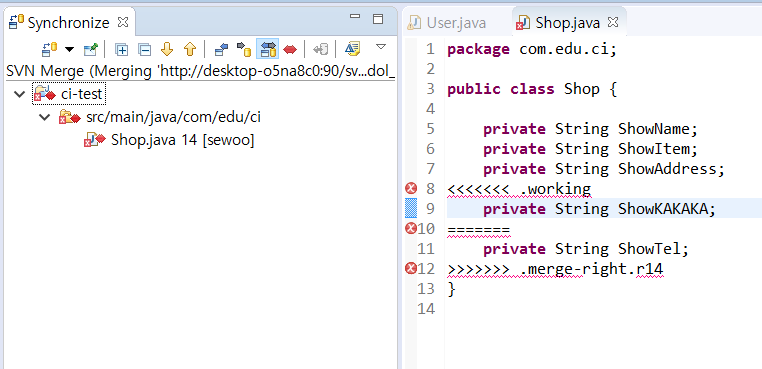 Synchronize
SVN Merge (Merging 'http://desktop-o5na8c0:90/sv...dol_
ci-test
src/main/java/com/edu/ci
Shop.java 14 [sewoo]
User.java
Shop.java
1 package com.edu.ci;
2
3 public class Shop {
4
5 private String ShowName;
6 private String ShowItem;
7 private String ShowAddress;
8 <<<<<<< .working
9 private String ShowKAKAKA;
10 =======
11 private String ShowTel;
12 >>>>>>> .merge-right.r14
13 }
14